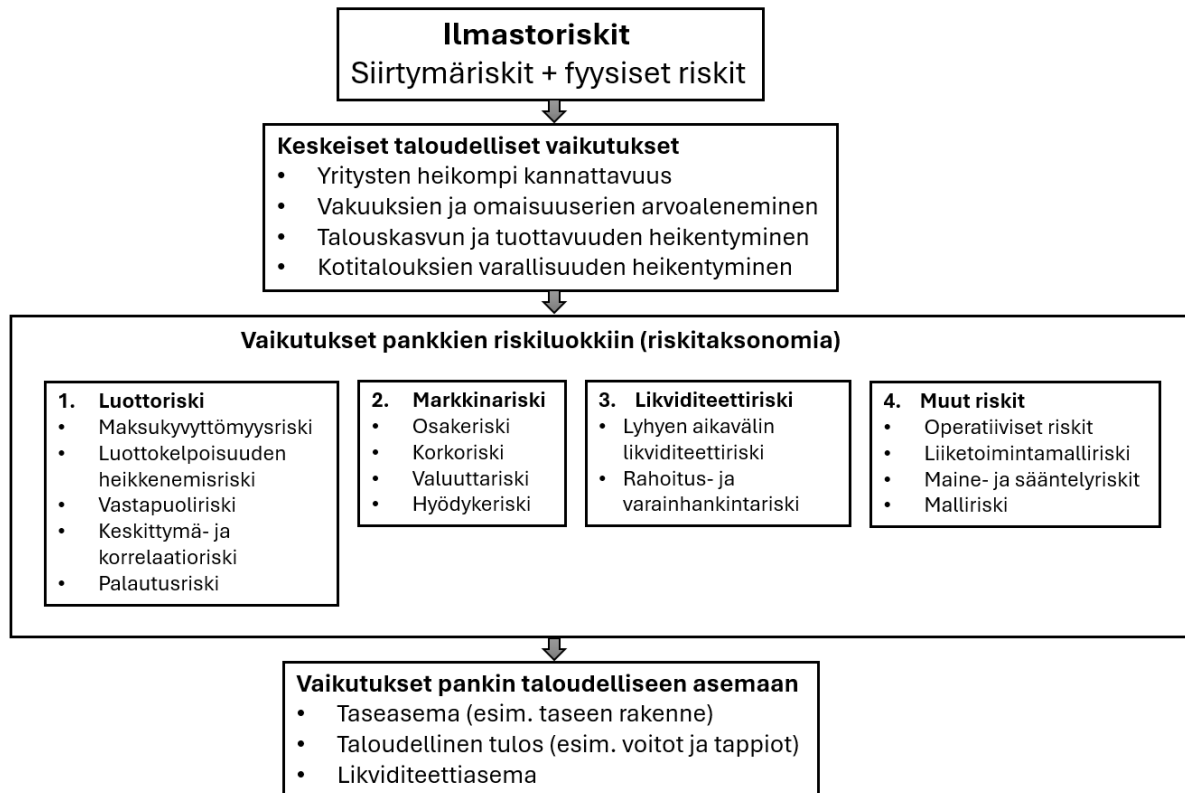 Ilmastoriskit
Siirtymäriskit + fyysiset riskit
Keskeiset taloudelliset vaikutukset
• Yritysten heikompi kannattavuus
• Vakuuksien ja omaisuuserien arvoaleneminen
• Talouskasvun ja tuottavuuden heikentyminen
• Kotitalouksien varallisuuden heikentyminen
Vaikutukset pankkien riskiluokkiin (riskitaksonomia)
1. Luottoriski
• Maksukyvyttömyysriski
• Luottokelpoisuuden
heikkenemisriski
• Vastapuoliriski
• Keskittymä- ja
korrelaatioriski
• Palautusriski
2. Markkinariski
• Osakeriski
• Korkoriski
• Valuuttariski
• Hyödykeriski
3. Likviditeettiriski
• Lyhyen aikavälin
likviditeettiriski
• Rahoitus- ja
varainhankintariski
4. Muut riskit
• Operatiiviset riskit
• Liiketoimintamalliriski
• Maine- ja sääntelyriskit
• Malliriski
Vaikutukset pankin taloudelliseen asemaan
• Taseasema (esim. taseen rakenne)
• Taloudellinen tulos (esim. voitot ja tappiot)
• Likviditeettiasema